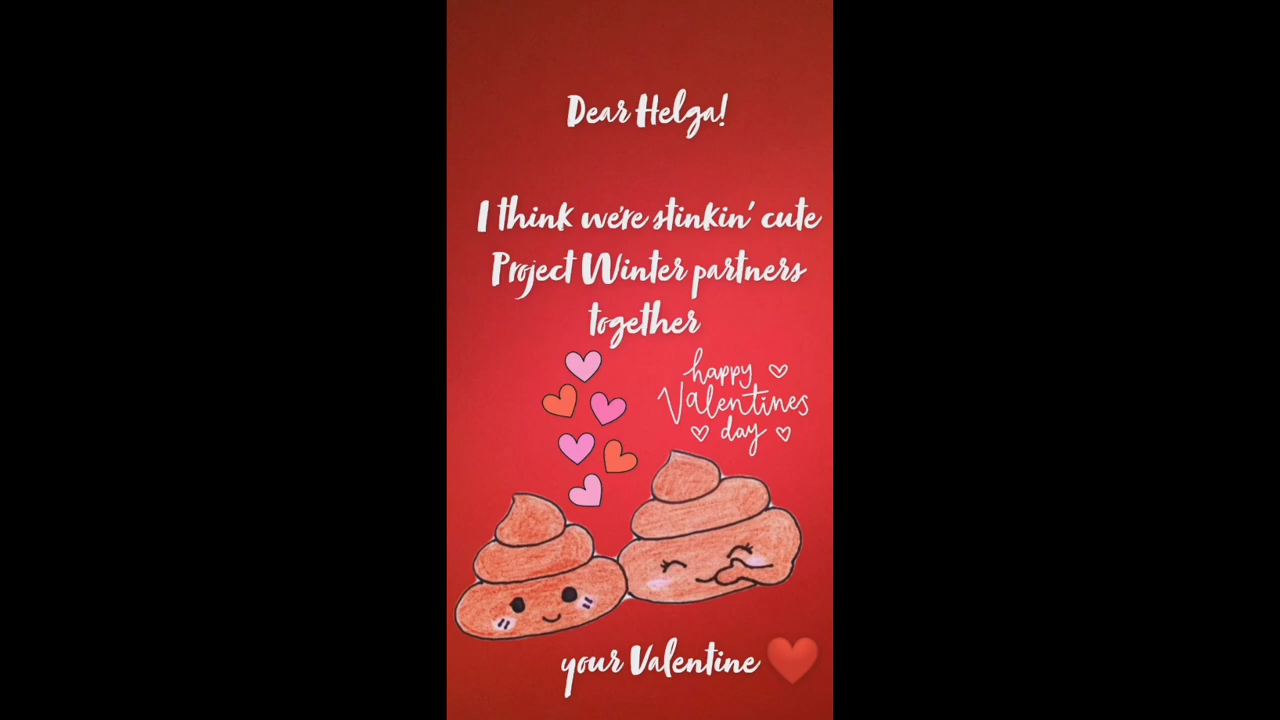 Dear Helga!
I think we're stinkin' cute
Project Winter partners
together
happy
Valentines
day
your Valentine